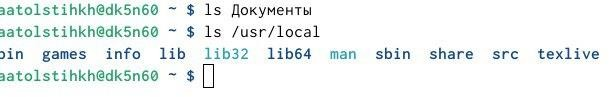 aatolstihkh@dk5n60 ~ $ ls Документы
aatolstihkh@dk5n60 ~ $ ls /usr/local
bin games info lib lib32 lib64 man sbin share src texlive
aatolstihkh@dk5n60 ~ $